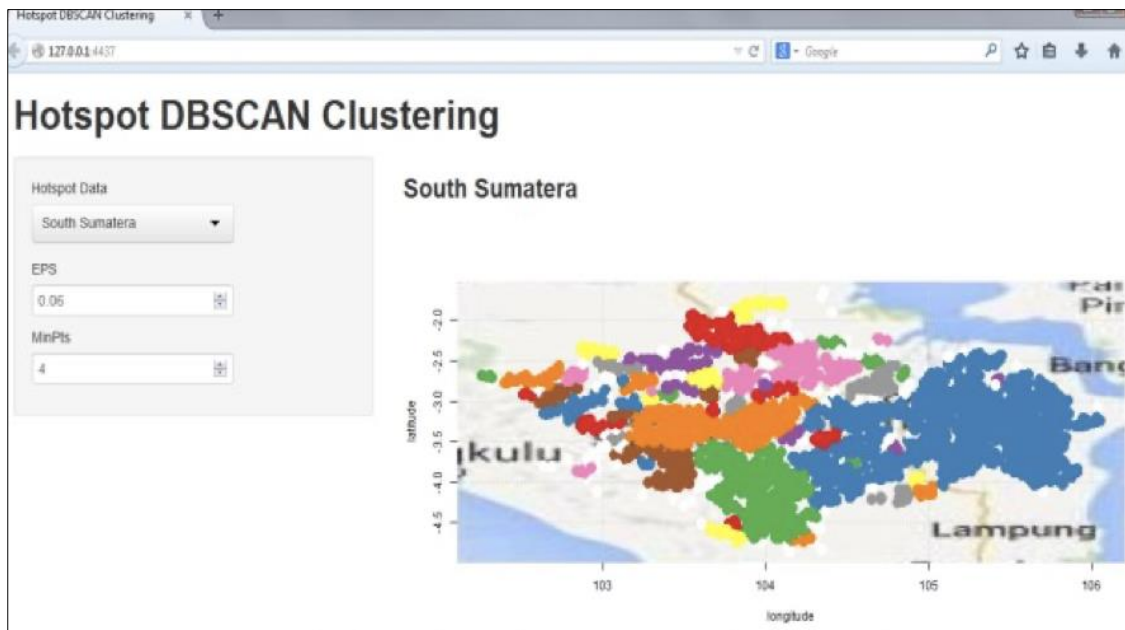 Hotspot DBSCAN Clustering × +
127.0.0.1:4437
8 - Google
Hotspot DBSCAN Clustering
Hotspot Data
South Sumatera
EPS
0.06
MinPts
4
South Sumatera
Pin
Bang
kulu
Lampung
latitude
-2.0
-2.5
-3.0
-3.5
-4.0
-4.5
103
104
105
106
longitude